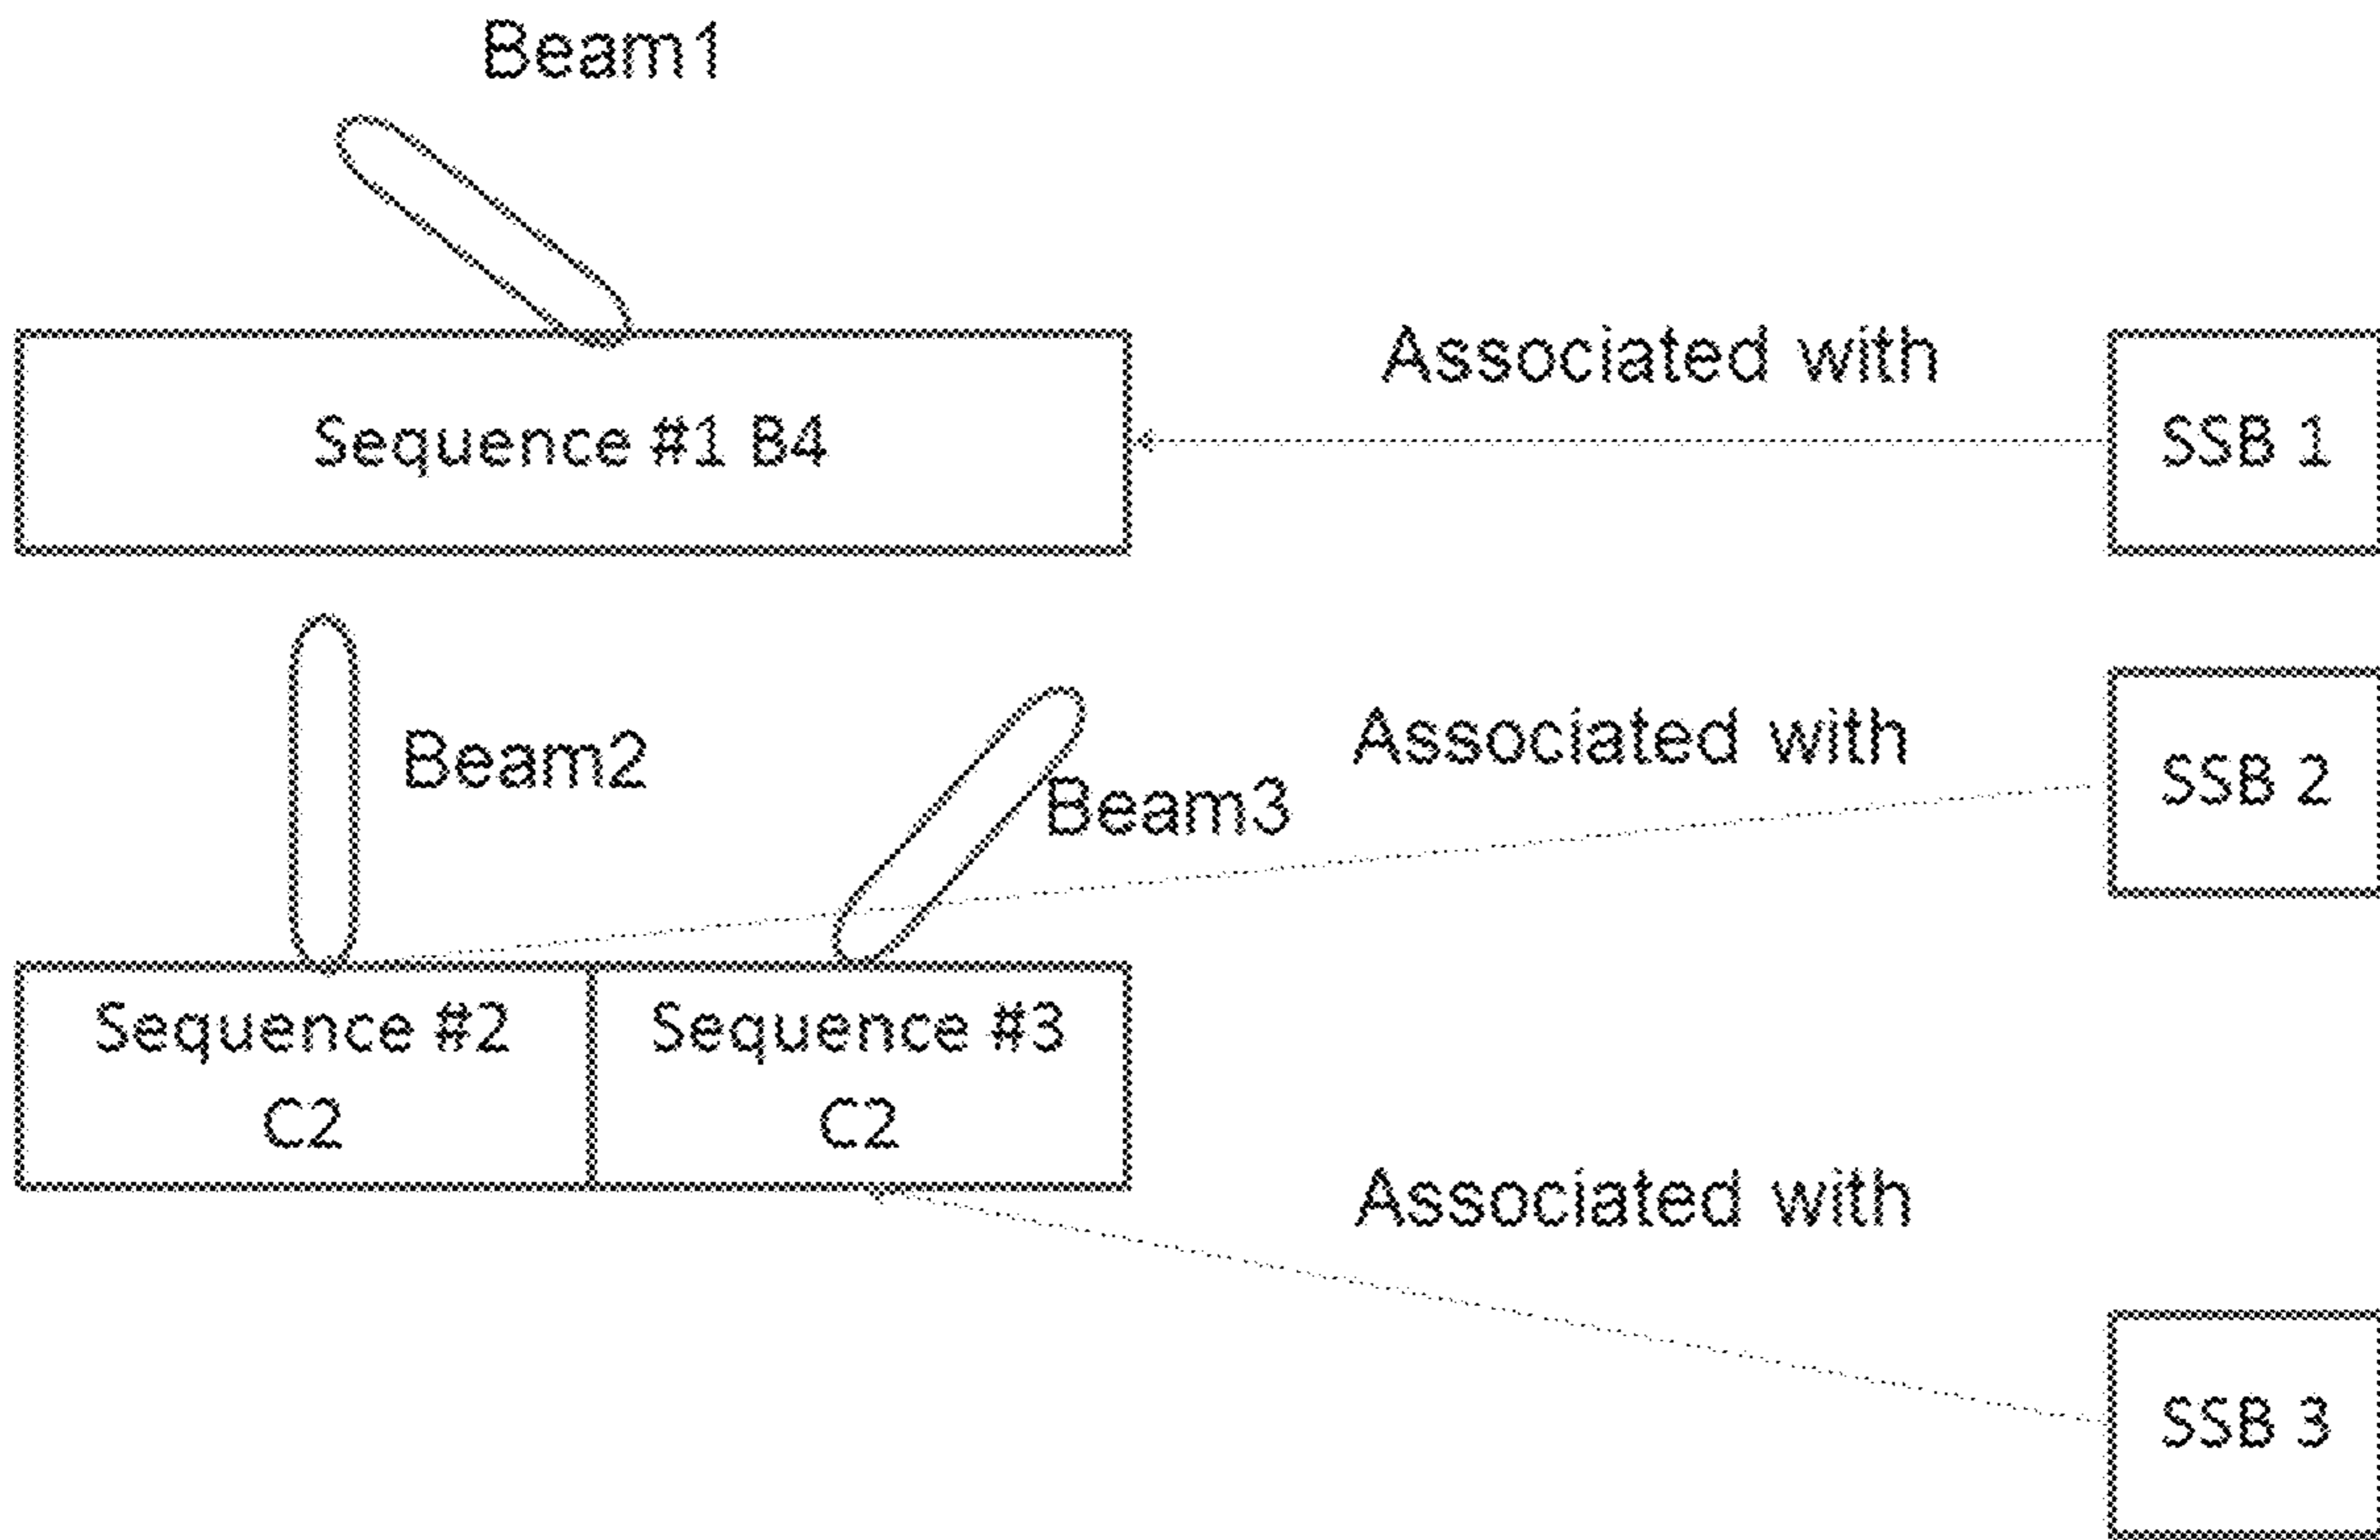 Beam1
Associated with
Sequence #1 B4
SSB 1
Beam2
Beam3
Associated with
SSB 2
Sequence #2
C2
Sequence #3
C2
Associated with
SSB 3